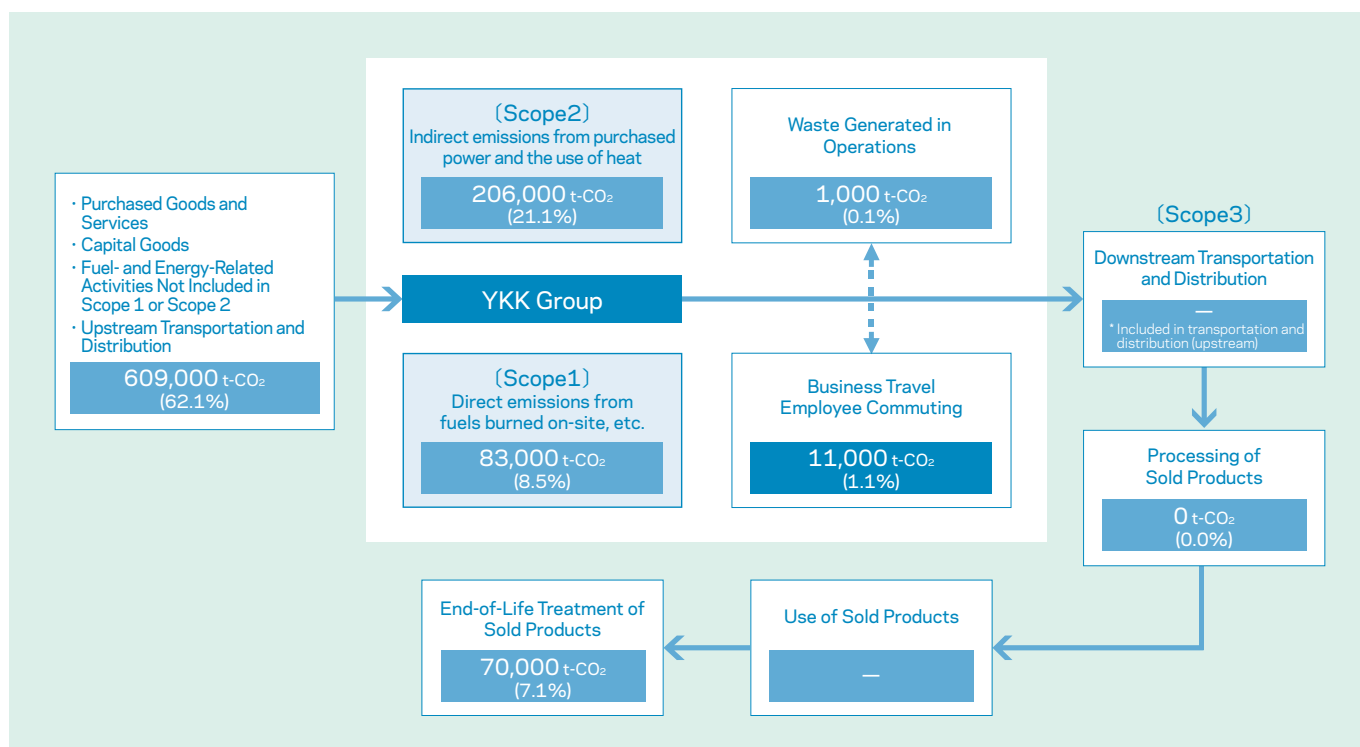 · Purchased Goods and
Services
· Capital Goods
· Fuel- and Energy-Related
Activities Not Included in
Scope 1 or Scope 2
· Upstream Transportation and
Distribution
609,000 t-CO₂
(62.1%)
〔Scope2〕
Indirect emissions from purchased
power and the use of heat
206,000 t-CO₂
(21.1%)
YKK Group
〔Scope1〕
Direct emissions from
fuels burned on-site, etc.
83,000 t-CO₂
(8.5%)
Waste Generated in
Operations
1,000 t-CO₂
(0.1%)
Business Travel
Employee Commuting
11,000 t-CO₂
(1.1%)
〔Scope3〕
Downstream Transportation
and Distribution
—
* Included in transportation and
distribution (upstream)
Processing of
Sold Products
0 t-CO₂
(0.0%)
Use of Sold Products
—
End-of-Life Treatment of
Sold Products
70,000 t-CO₂
(7.1%)